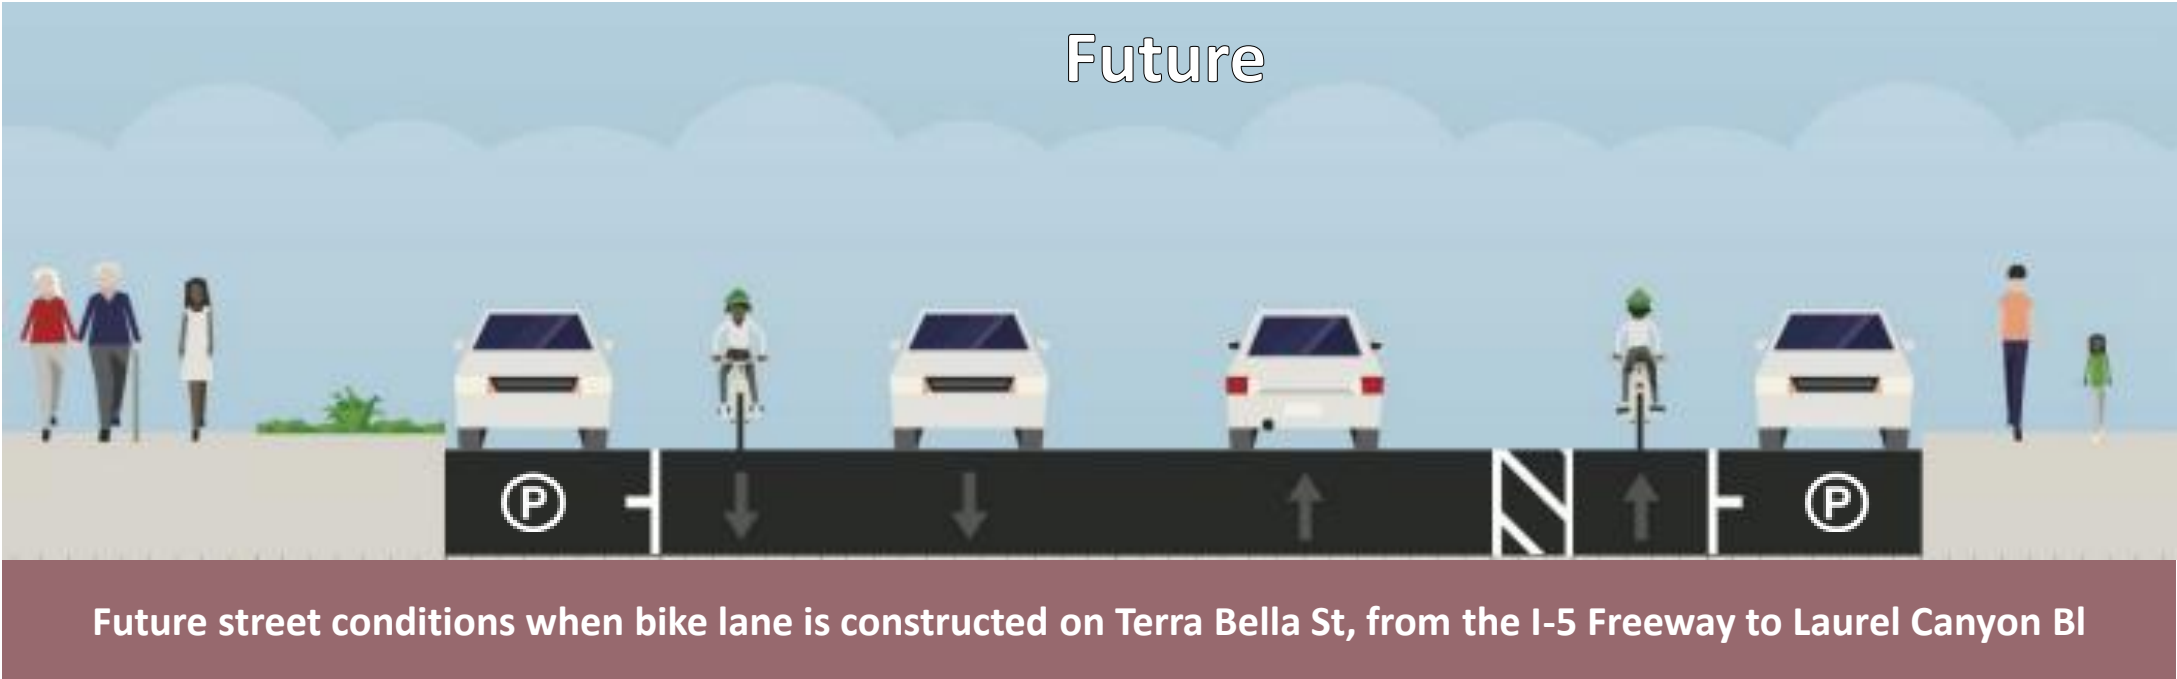 Future
P
P
Future street conditions when bike lane is constructed on Terra Bella St, from the I-5 Freeway to Laurel Canyon Bl